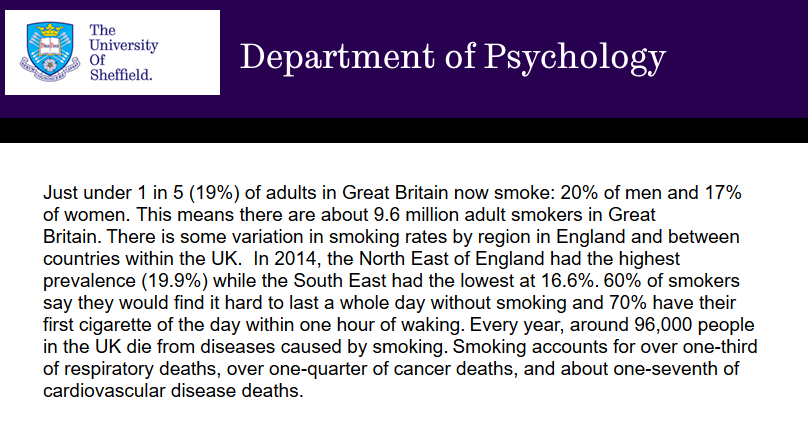 The
University
Of
Sheffield.
Department of Psychology
Just under 1 in 5 (19%) of adults in Great Britain now smoke: 20% of men and 17%
of women. This means there are about 9.6 million adult smokers in Great
Britain. There is some variation in smoking rates by region in England and between
countries within the UK.  In 2014, the North East of England had the highest
prevalence (19.9%) while the South East had the lowest at 16.6%. 60% of smokers
say they would find it hard to last a whole day without smoking and 70% have their
first cigarette of the day within one hour of waking. Every year, around 96,000 people
in the UK die from diseases caused by smoking. Smoking accounts for over one-third
of respiratory deaths, over one-quarter of cancer deaths, and about one-seventh of
cardiovascular disease deaths.